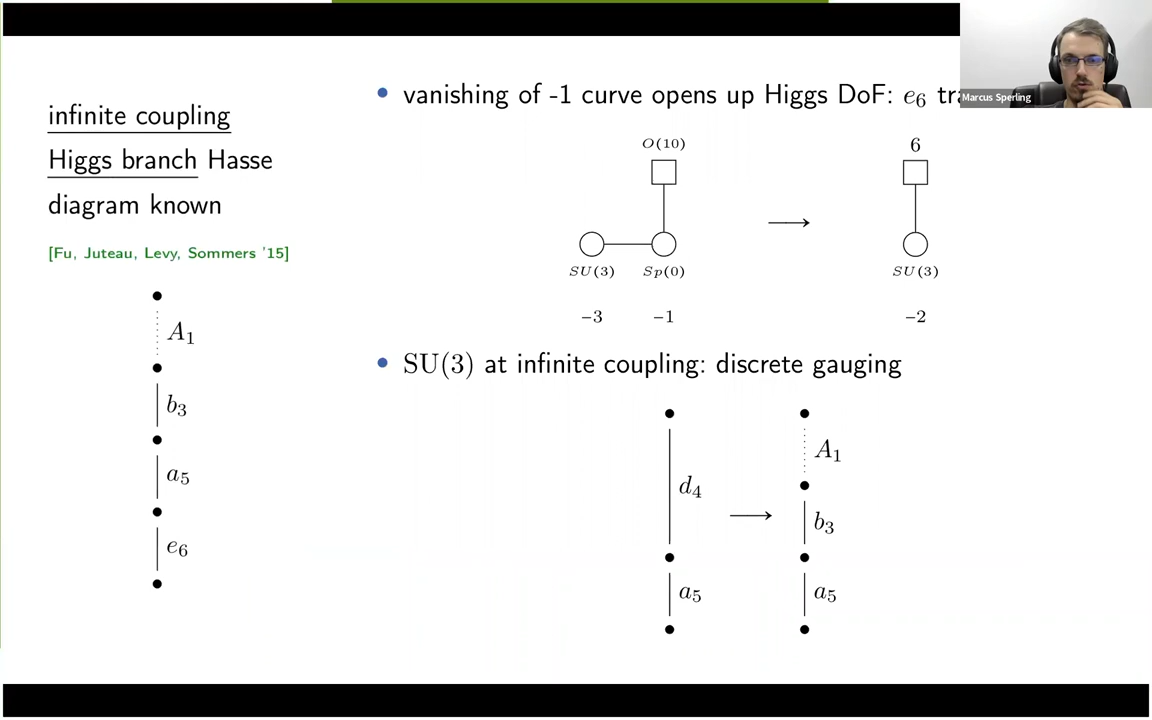 infinite coupling
Higgs branch Hasse
diagram known
[Fu, Juteau, Levy, Sommers '15]
A₁
b₃
a₅
e₆
• vanishing of -1 curve opens up Higgs DoF: e₆
Marcus Sperling
O(10)
6
SU(3) Sp(0)
SU(3)
−3 −1
−2
• SU(3) at infinite coupling: discrete gauging
d₄
a₅
A₁
b₃
a₅